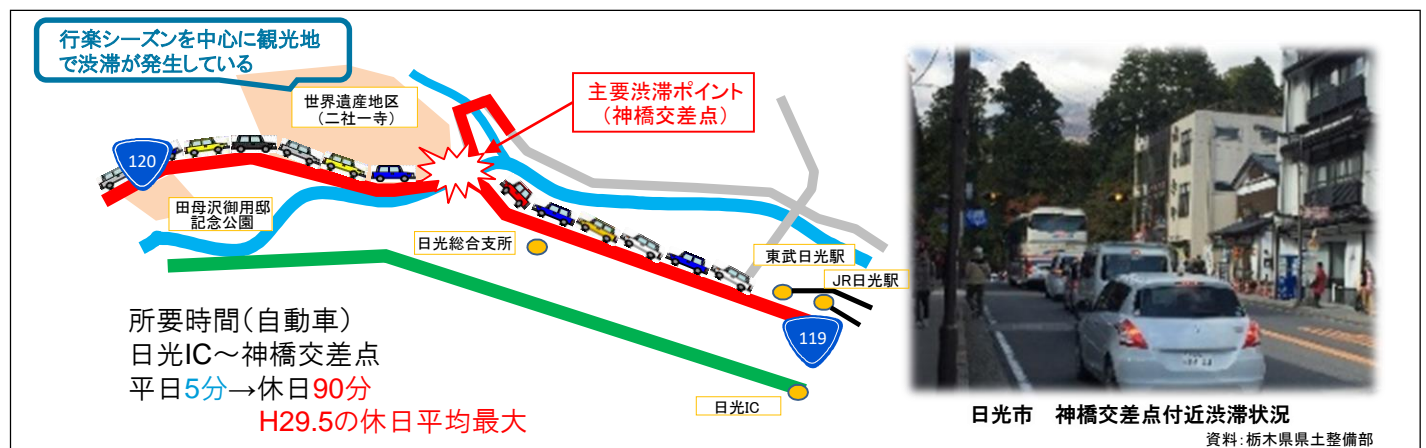 行楽シーズンを中心に観光地
で渋滞が発生している
世界遺産地区
(二社一寺)
主要渋滞ポイント
(神橋交差点)
120
田母沢御用邸
記念公園
日光総合支所
東武日光駅
JR日光駅
119
日光IC
所要時間(自動車)
日光IC～神橋交差点
平日5分→休日90分
H29.5の休日平均最大
日光市 神橋交差点付近渋滞状況
資料:栃木県県土整備部